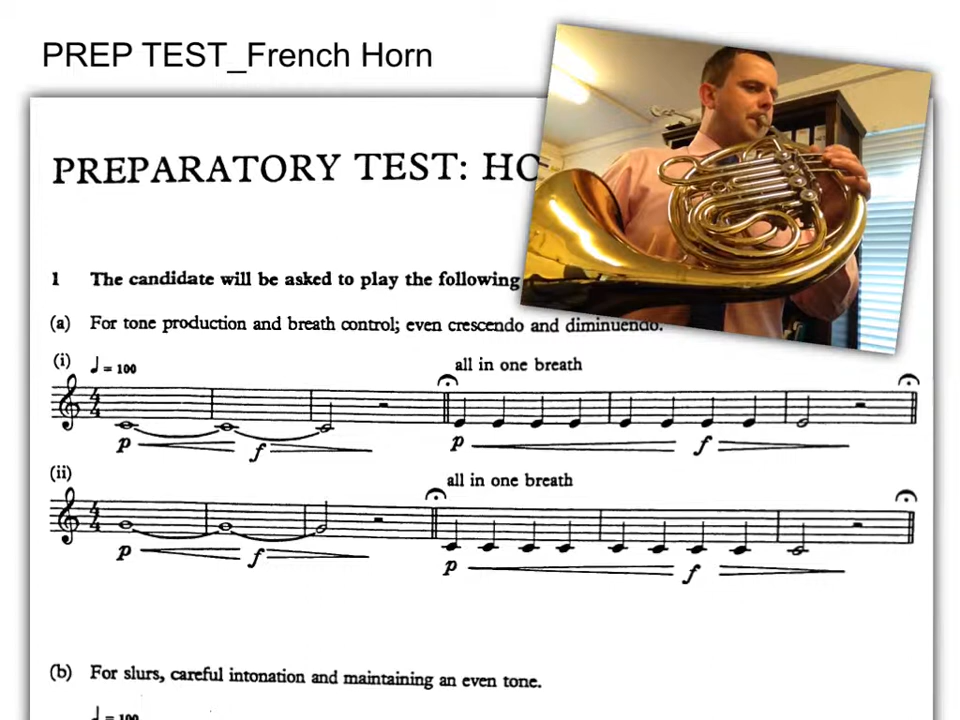 PREP TEST_French Horn
PREPARATORY TEST: HO
1 The candidate will be asked to play the following
(a) For tone production and breath control; even crescendo and diminuendo.
(i) ♩ = 100 all in one breath
p f p f
(ii) all in one breath
p f p f
(b) For slurs, careful intonation and maintaining an even tone.
♩ = 100